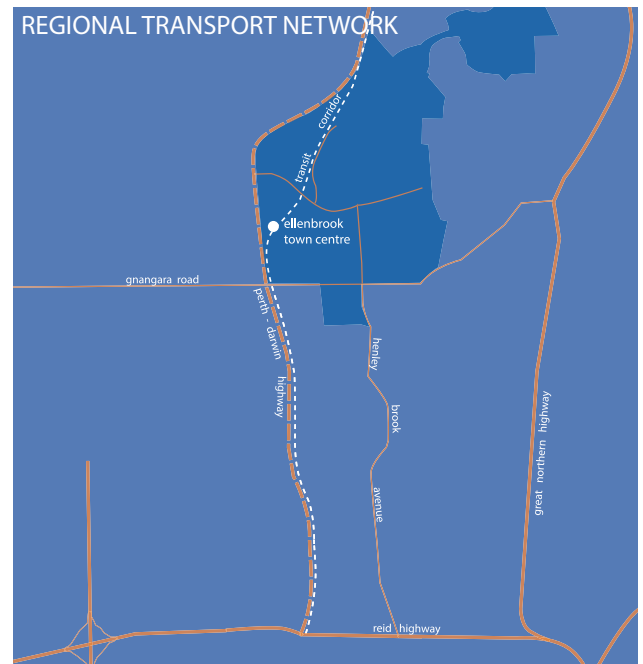 REGIONAL TRANSPORT NETWORK
transit corridor
ellenbrook
town centre
gnangara road
perth - darwin highway
henley brook avenue
great northern highway
reid highway